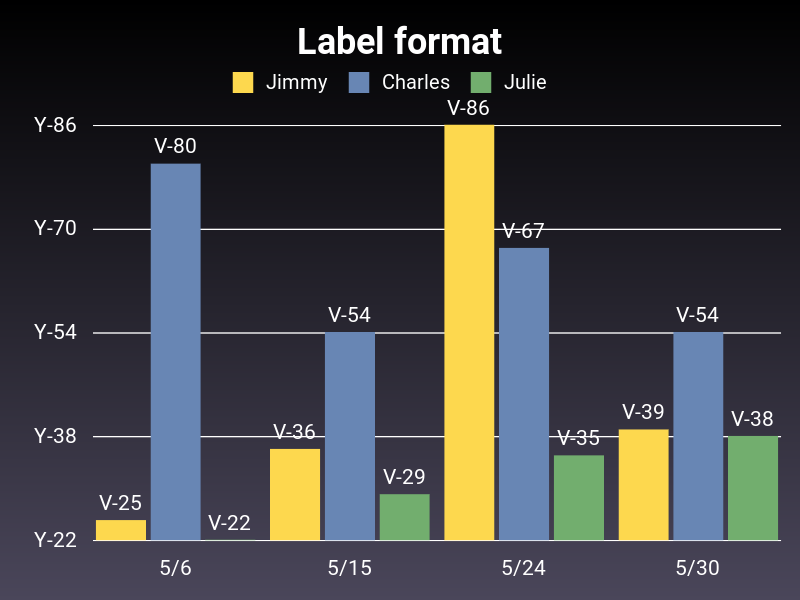 Label format
Jimmy Charles Julie
V-86
Y-86
V-80
Y-70
V-67
Y-54
V-54
V-54
Y-38
V-36
V-39
V-38
V-35
V-29
V-25
V-22
Y-22
5/6 5/15 5/24 5/30